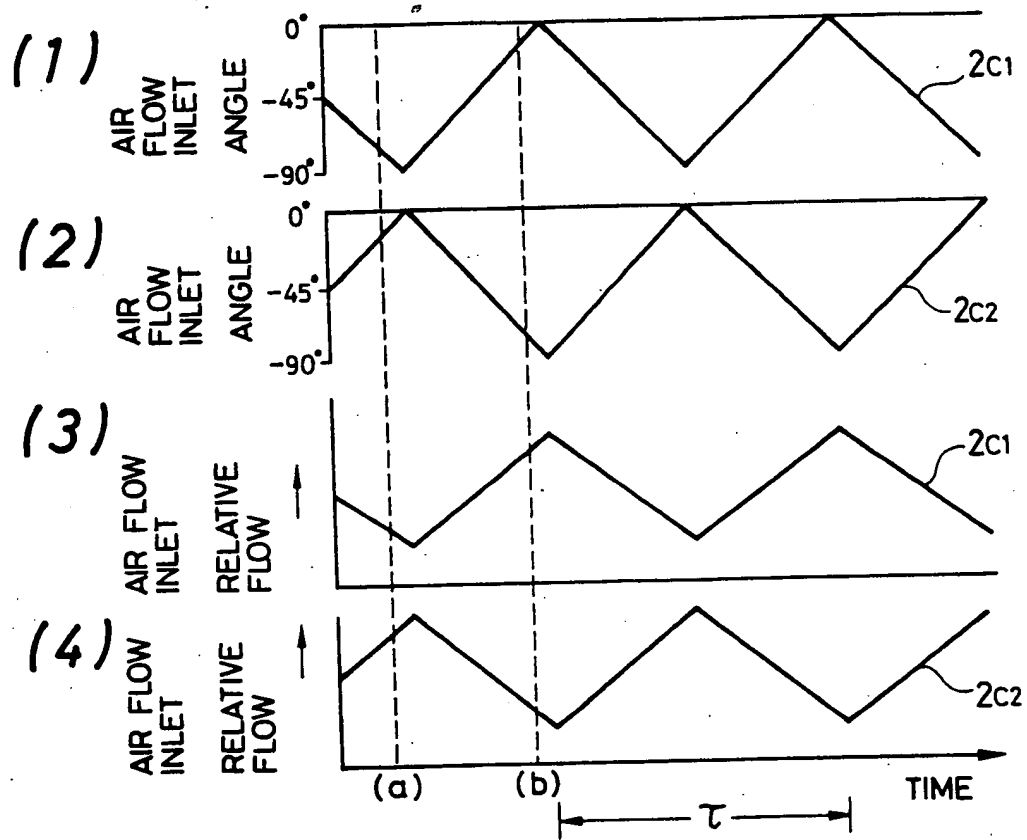 (1)
AIR
FLOW
INLET
ANGLE
0°
-45°
-90°
2C1
(2)
AIR
FLOW
INLET
ANGLE
0°
-45°
-90°
2C2
(3)
AIR FLOW
INLET
RELATIVE
FLOW
2C1
(4)
AIR FLOW
INLET
RELATIVE
FLOW
2C2
(a)
(b)
TIME
τ